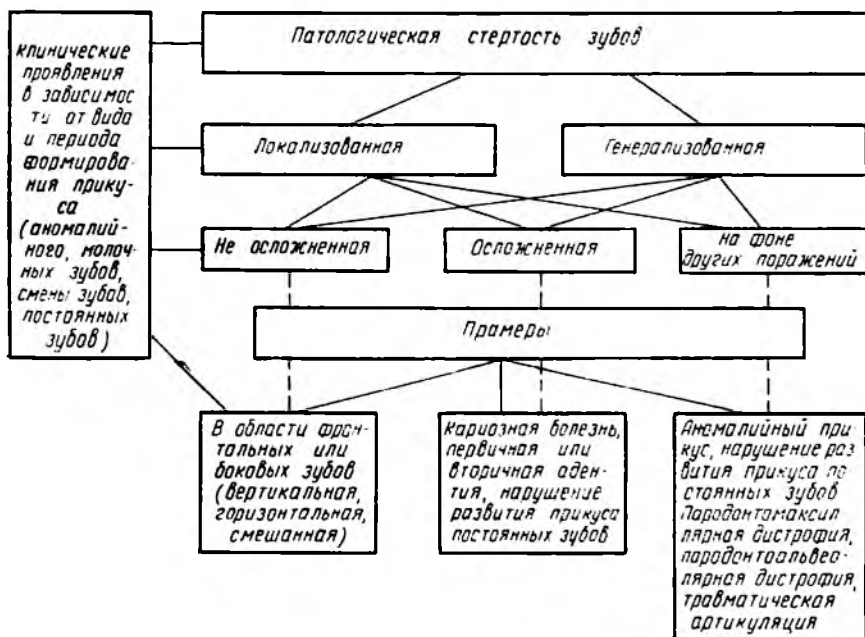 Клинические
проявления
в зависимос
ти от вида
и периода
формирова
ния прику-
са
(аномалий-
ного, молоч-
ных зубов,
смены зубов,
постоянных
зубов)
Патологическая стертость зубов
Локализованная
Генерализованная
Не осложненная
Осложненная
На фоне
других поражений
Прамеры
В области фрон-
тальных или
боковых зубов
(вертикальная,
горизонтальная,
смешанная)
Кариозная болезнь,
первичная или
вторичная аден-
тия, нарушение
развития прикуса
постоянных зубов
Аномалийный при
кус, нарушение раз
вития прикуса по
стоянных зубов
Пародонтомаксил
лярная дистрофия,
пародонтоальвео-
лярная дистрофия,
травматическая
артикуляция